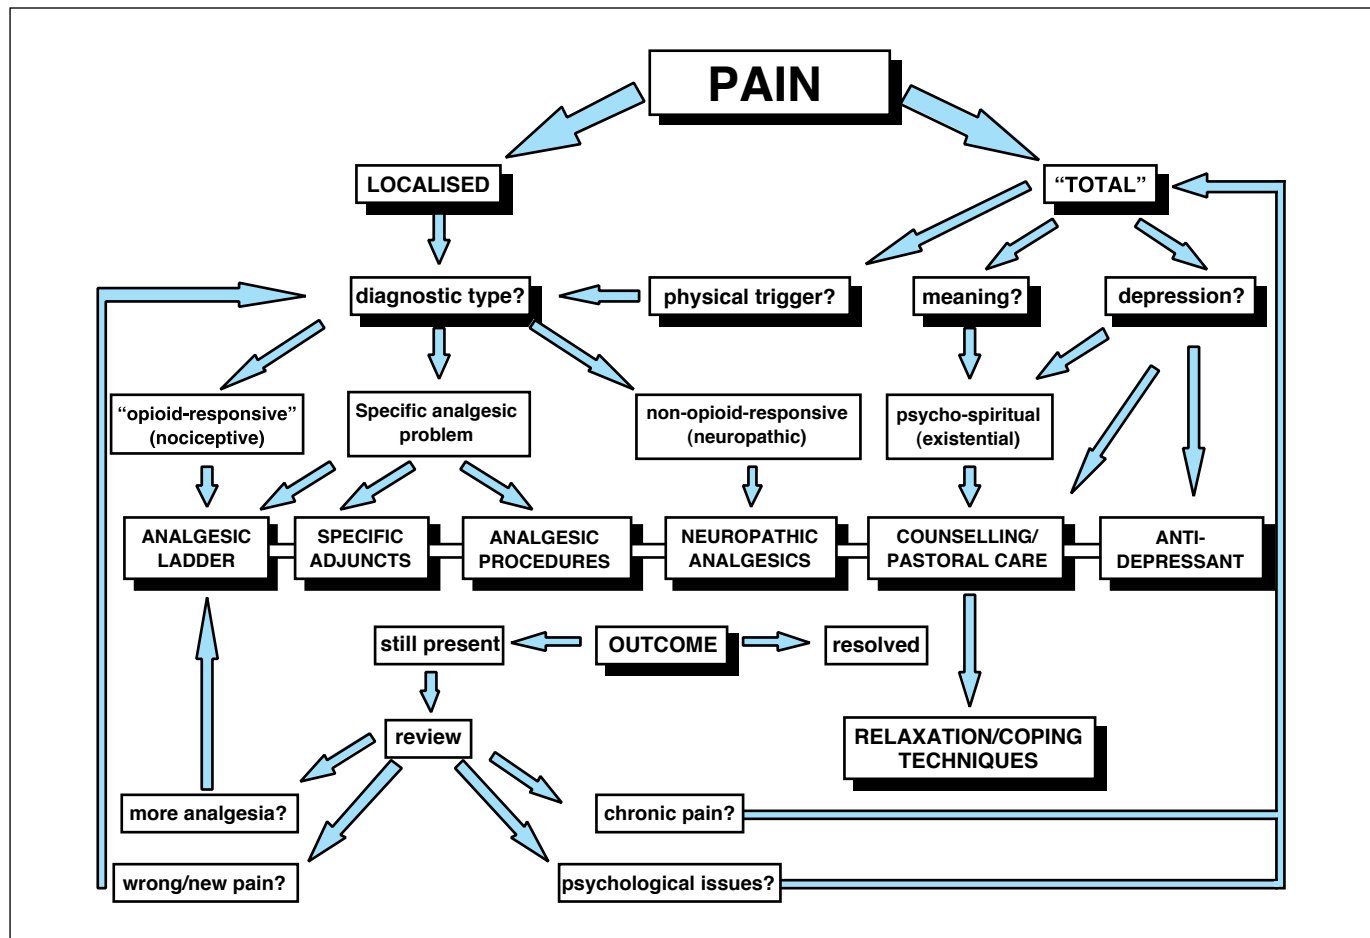 PAIN
LOCALISED
“TOTAL”
diagnostic type?
physical trigger?
meaning?
depression?
“opioid-responsive”
(nociceptive)
Specific analgesic
problem
non-opioid-responsive
(neuropathic)
psycho-spiritual
(existential)
ANALGESIC
LADDER
SPECIFIC
ADJUNCTS
ANALGESIC
PROCEDURES
NEUROPATHIC
ANALGESICS
COUNSELLING/
PASTORAL CARE
ANTI-
DEPRESSANT
still present
OUTCOME
resolved
review
RELAXATION/COPING
TECHNIQUES
more analgesia?
chronic pain?
wrong/new pain?
psychological issues?